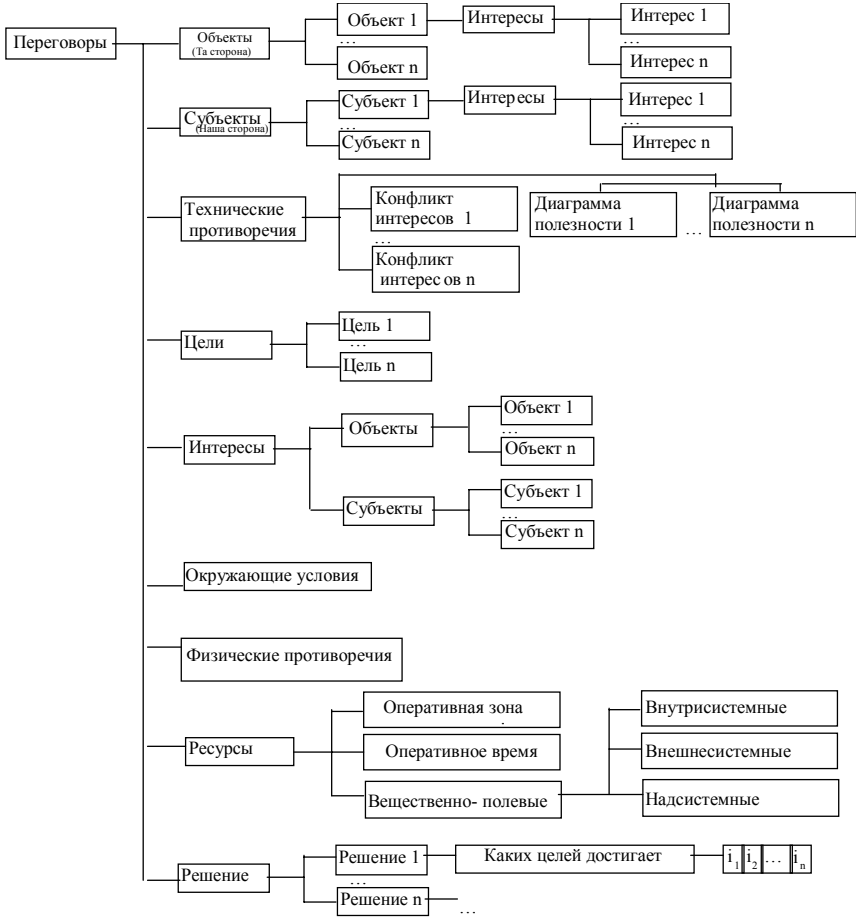 Переговоры
Объекты
(Та сторона)
Объект 1
...
Объект n
Интересы
Интерес 1
...
Интерес n
Субъекты
(Наша сторона)
Субъект 1
...
Субъект n
Интересы
Интерес 1
...
Интерес n
Технические
противоречия
Конфликт
интересов 1
...
Конфликт
интересов n
Диаграмма
полезности 1
...
Диаграмма
полезности n
Цели
Цель 1
...
Цель n
Интересы
Объекты
Объект 1
...
Объект n
Субъекты
Субъект 1
...
Субъект n
Окружающие условия
Физические противоречия
Ресурсы
Оперативная зона
Оперативное время
Вещественно- полевые
Внутрисистемные
Внешнесистемные
Надсистемные
Решение
Решение 1
...
Решение n
...
Каких целей достигает
i₁ i₂ ... iₙ